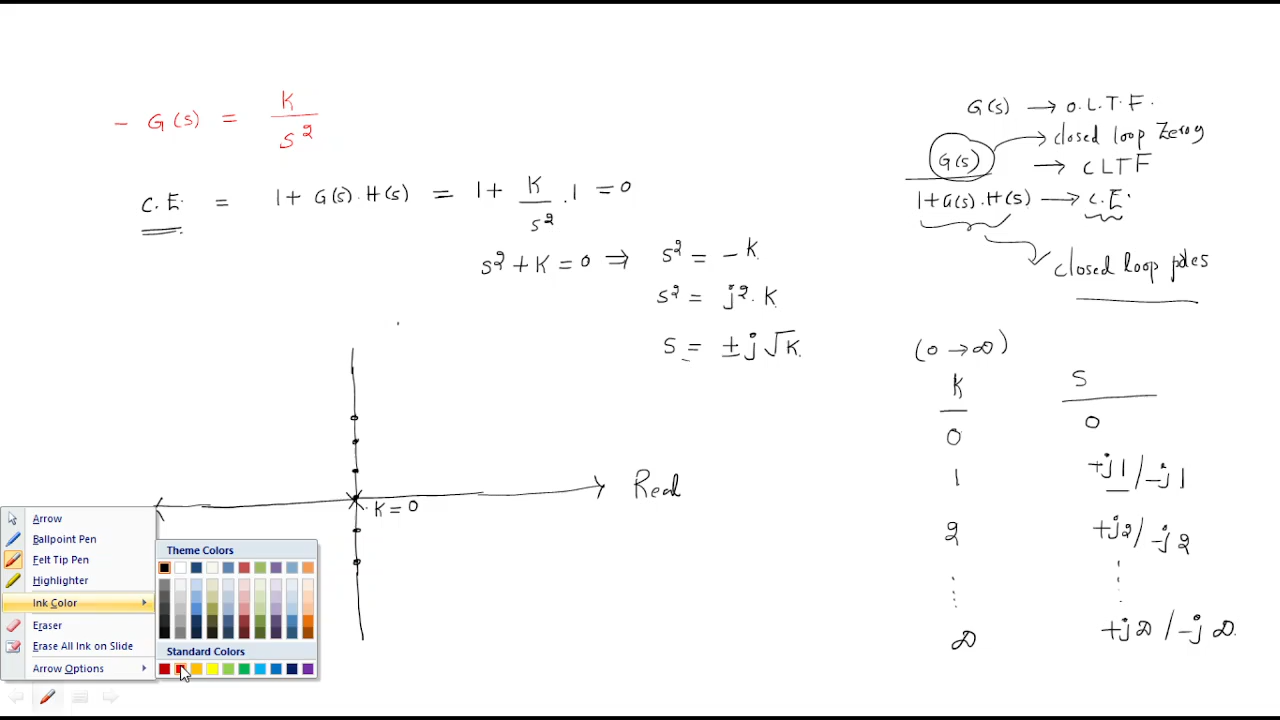 - G(s) = K / s²
C.E. = 1 + G(s).H(s) = 1 + K / s² . 1 = 0
s² + K = 0 ⇒ s² = -K
s² = j². K
s = ± j √K.
G(s) → O.L.T.F.
→ closed loop zeros
G(s) → CLTF
1+G(s).H(s) → C.E.
closed loop poles
(0 → ∞)
K S
0 0
1 +j1/-j1
2 +j2/-j2
⋮ ⋮
∞ +j∞/-j∞.
Real
K=0
Arrow
Ballpoint Pen
Felt Tip Pen
Highlighter
Ink Color
Eraser
Erase All Ink on Slide
Arrow Options
Theme Colors
Standard Colors